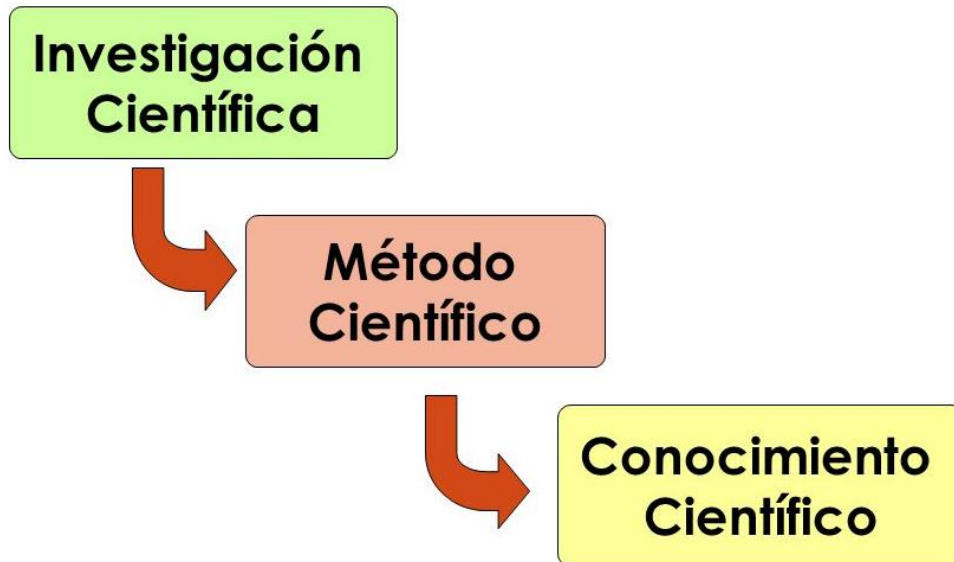 Investigación
Científica
Método
Científico
Conocimiento
Científico